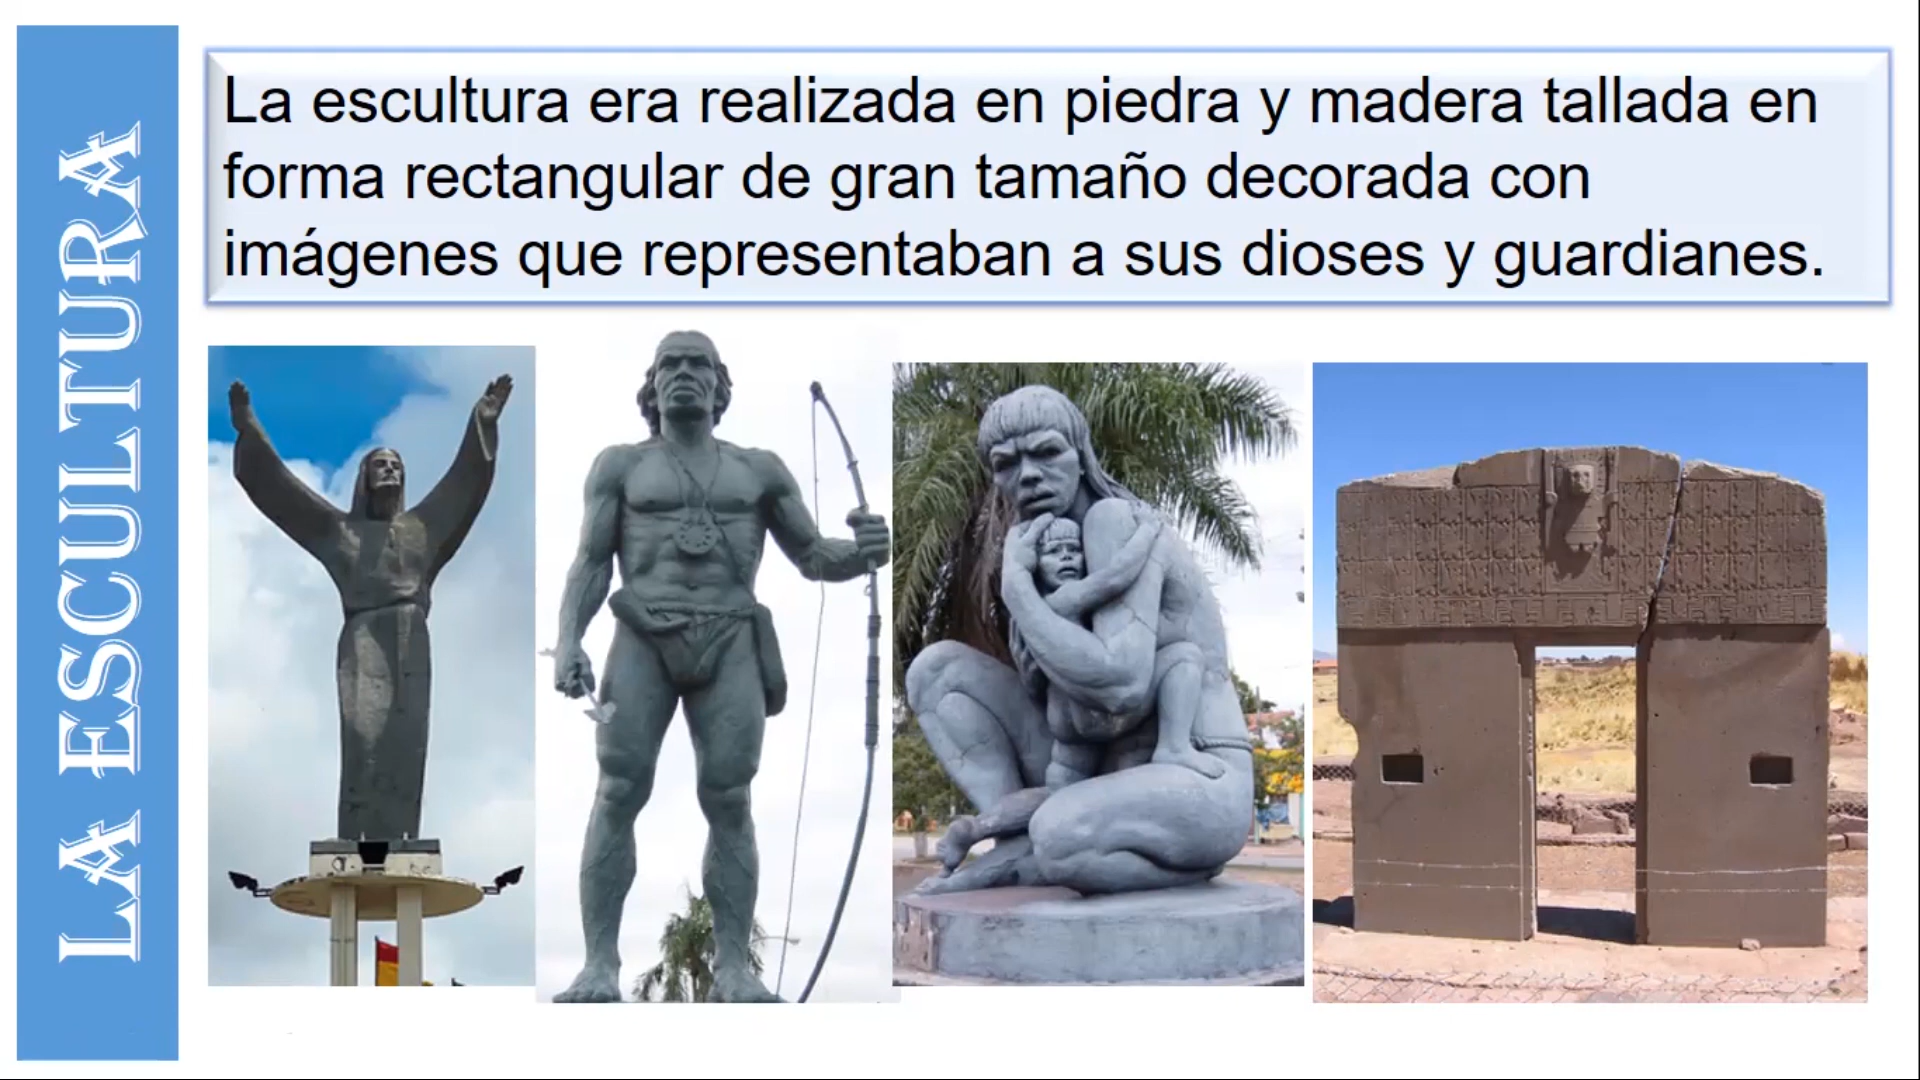 LA ESCULTURA
La escultura era realizada en piedra y madera tallada en
forma rectangular de gran tamaño decorada con
imágenes que representaban a sus dioses y guardianes.